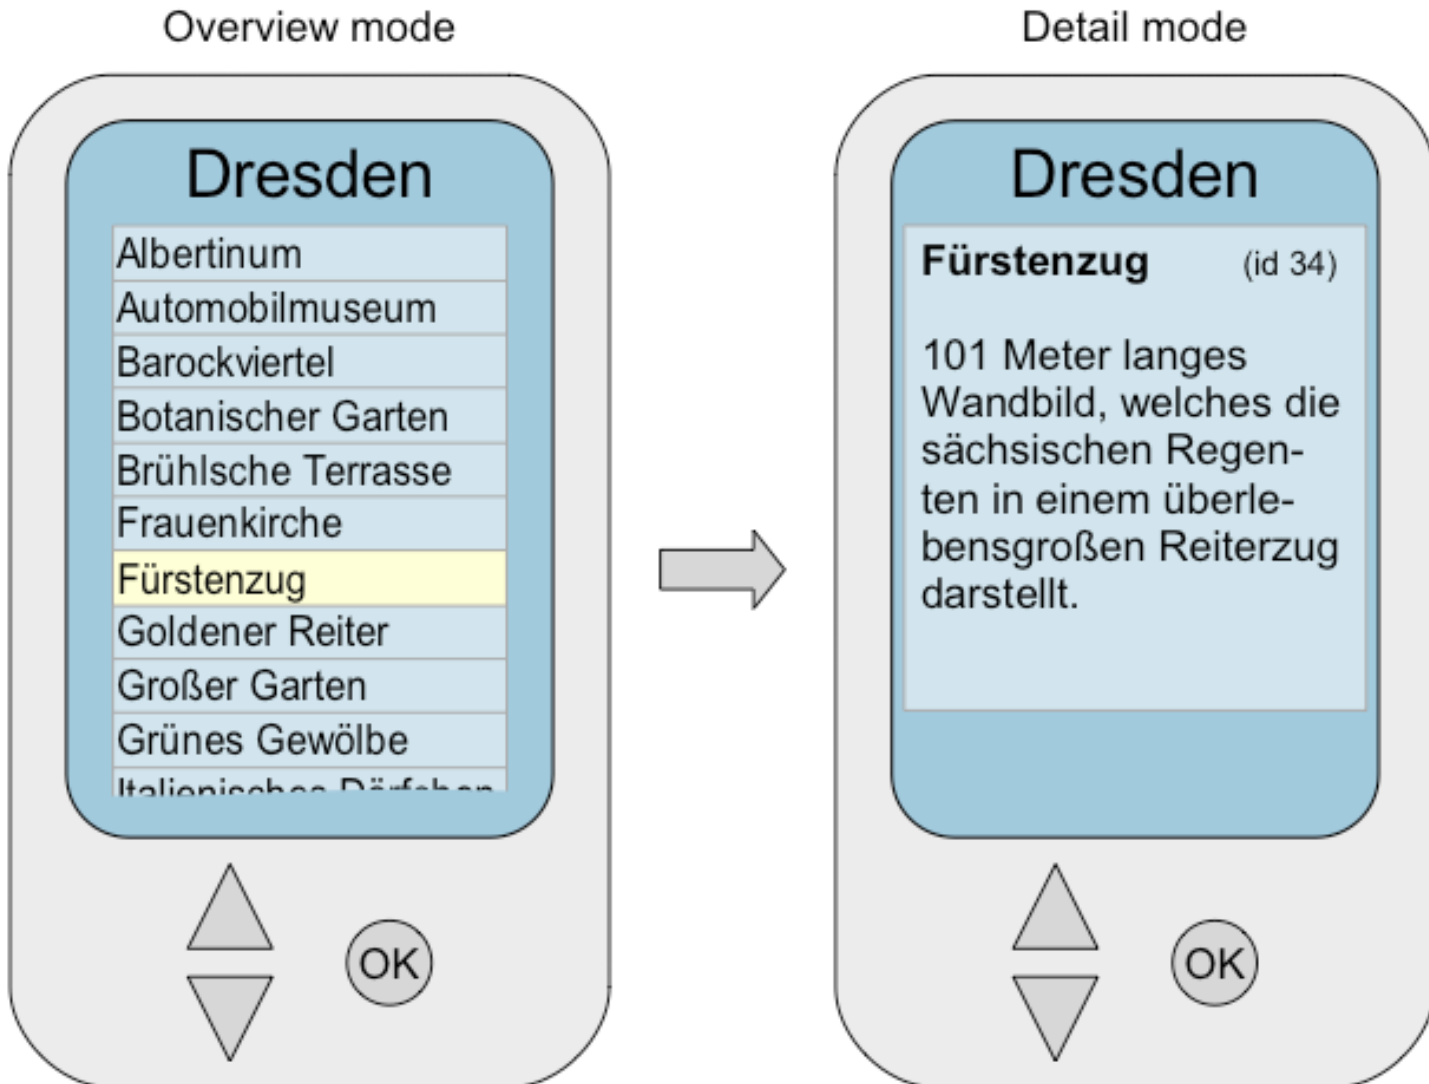 Overview mode
Dresden
Albertinum
Automobilmuseum
Barockviertel
Botanischer Garten
Brühlsche Terrasse
Frauenkirche
Fürstenzug
Goldener Reiter
Großer Garten
Grünes Gewölbe
Italienisches Dörfchen
OK
Detail mode
Dresden
Fürstenzug (id 34)
101 Meter langes
Wandbild, welches die
sächsischen Regen-
ten in einem überle-
bensgroßen Reiterzug
darstellt.
OK